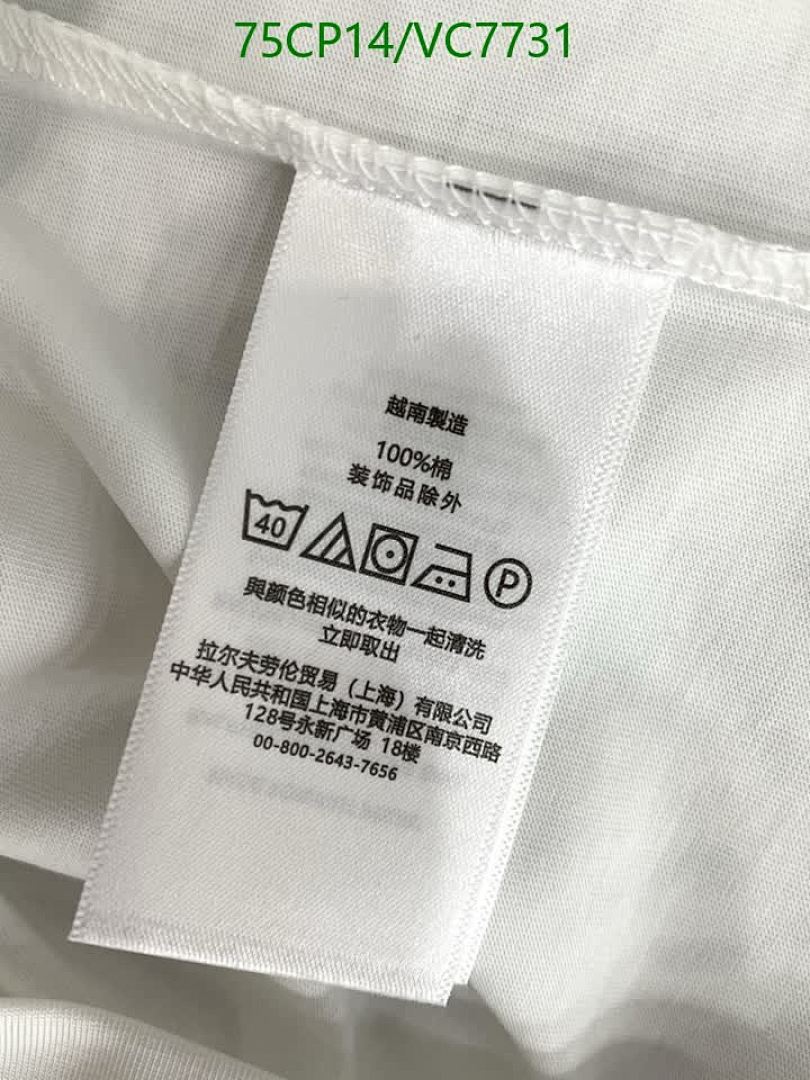 75CP14/VC7731
越南製造
100%棉
装饰品除外
40
P
與颜色相似的衣物一起清洗
立即取出
拉尔夫劳伦贸易（上海）有限公司
中华人民共和国上海市黄浦区南京西路
128号永新广场 18楼
00-800-2643-7656